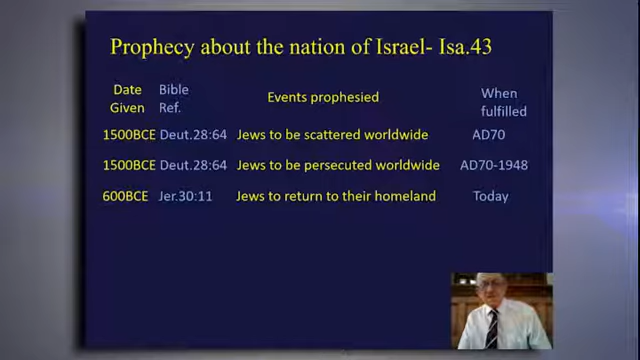 Prophecy about the nation of Israel- Isa.43
Date Given Bible Ref. Events prophesied When fulfilled
1500BCE Deut.28:64 Jews to be scattered worldwide AD70
1500BCE Deut.28:64 Jews to be persecuted worldwide AD70-1948
600BCE Jer.30:11 Jews to return to their homeland Today